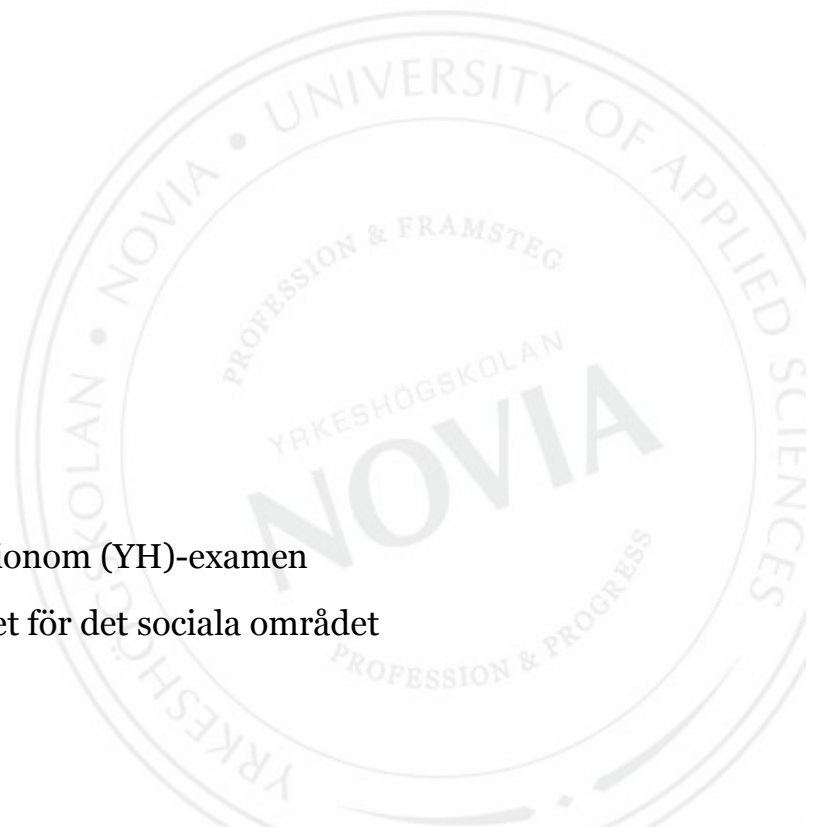 YRKESHÖGSKOLAN • NOVIA • UNIVERSITY OF APPLIED SCIENCES
PROFESSION & FRAMSTEG
YRKESHÖGSKOLAN
NOVIA
ionom (YH)-examen
et för det sociala området
PROFESSION & PROGRESS